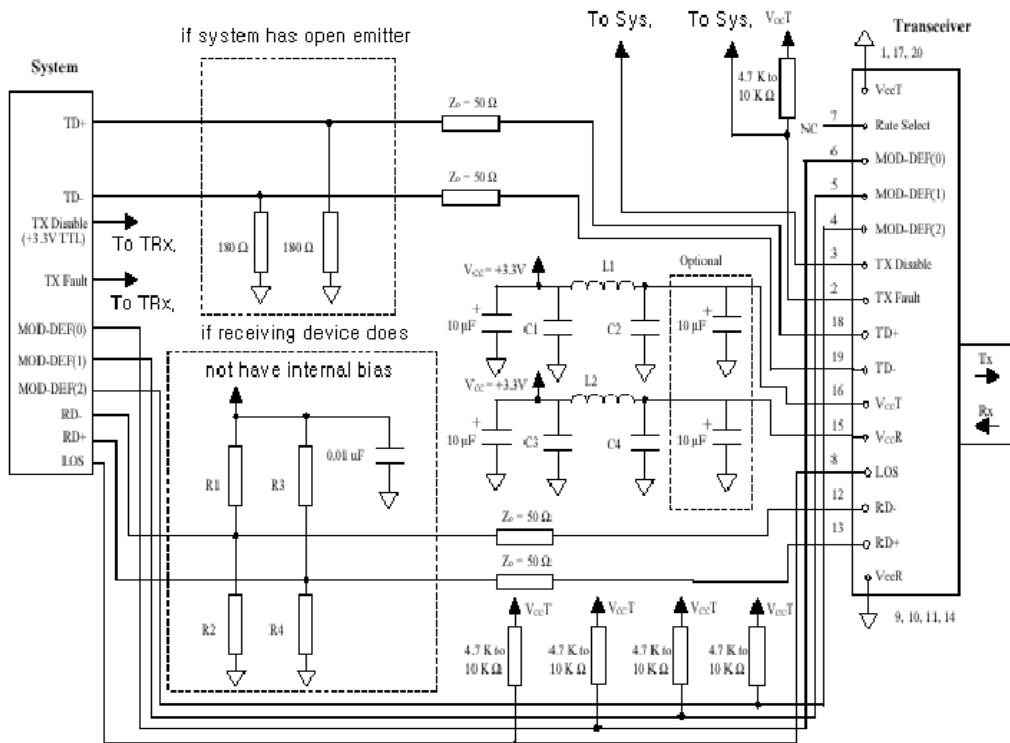 To Sys,
To Sys,
VccT
Transceiver
if system has open emitter
1, 17, 20
System
4.7 K to
10 K Ω
Zo = 50 Ω
VccT
TD+
7
NC
Rate Select
6
MOD-DEF(0)
Zo = 50 Ω
5
MOD-DEF(1)
TD-
TX Disable
(+3.3V TTL)
To TRx,
4
MOD-DEF(2)
180 Ω
180 Ω
3
TX Disable
Optional
TX Fault
To TRx,
VCC = +3.3V
L1
2
TX Fault
MOD-DEF(0)
if receiving device does
10 µF
C1
C2
+
10 µF
18
TD+
MOD-DEF(1)
not have internal bias
19
TD-
Tx
MOD-DEF(2)
VCC = +3.3V
L2
16
VCCT
RD-
Rx
RD+
10 µF
C3
C4
+
10 µF
15
VCCR
LOS
0.01 uF
8
LOS
R1
R3
12
RD-
Zo = 50 Ω
13
RD+
Zo = 50 Ω
VccR
VCCT
VCCT
VCCT
VCCT
9, 10, 11, 14
R2
R4
4.7 K to
10 K Ω
4.7 K to
10 K Ω
4.7 K to
10 K Ω
4.7 K to
10 K Ω